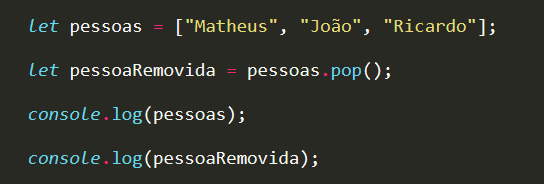 let pessoas = ["Matheus", "João", "Ricardo"];
let pessoaRemovida = pessoas.pop();
console.log(pessoas);
console.log(pessoaRemovida);